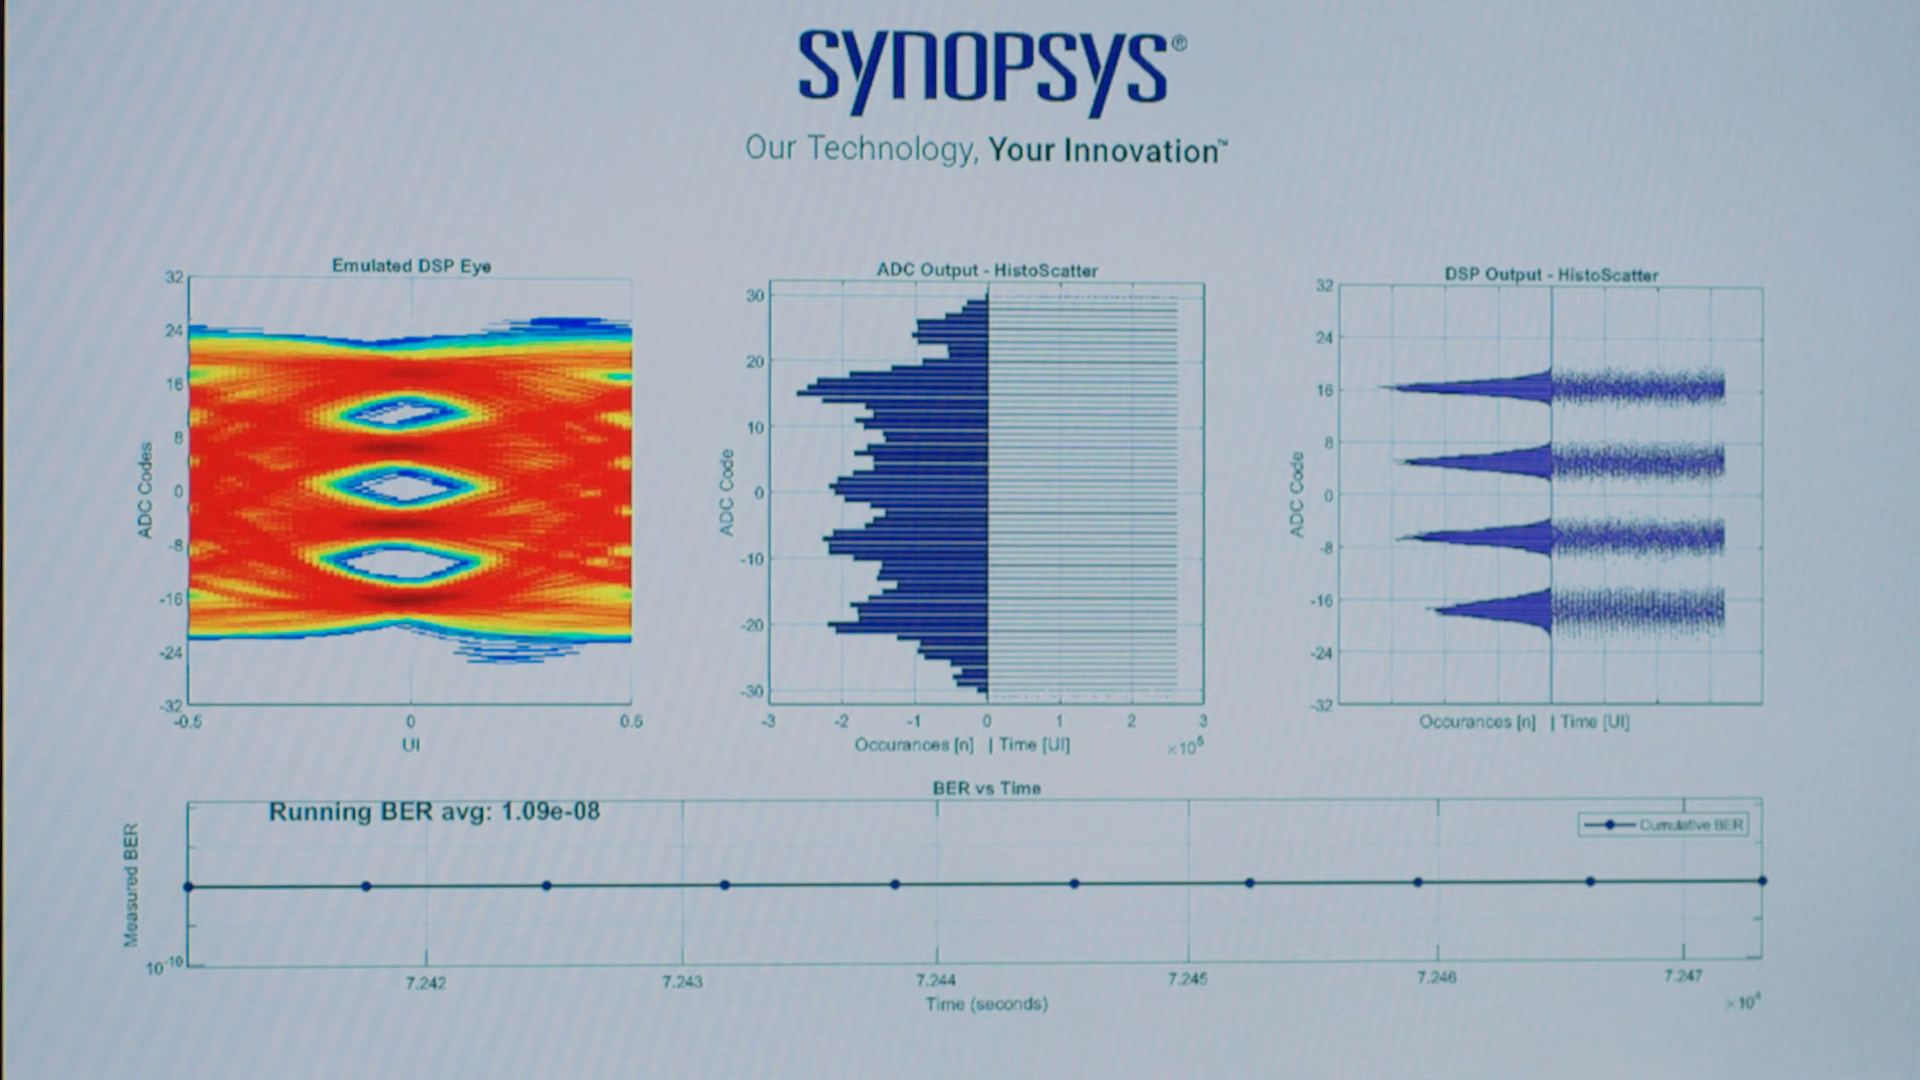 SYNOPSYS®
Our Technology, Your Innovation™
Emulated DSP Eye
32
24
16
8
0
-8
-16
-24
-32
ADC Codes
-0.5
0
0.5
UI
ADC Output - HistoScatter
30
20
10
0
-10
-20
-30
ADC Code
-3
-2
-1
0
1
2
3
Occurances [n] | Time [UI]
×10⁵
DSP Output - HistoScatter
32
24
16
8
0
-8
-16
-24
-32
ADC Code
Occurances [n] | Time [UI]
BER vs Time
Running BER avg: 1.09e-08
Cumulative BER
Measured BER
10⁻¹⁰
7.242
7.243
7.244
7.245
7.246
7.247
Time (seconds)
×10⁴